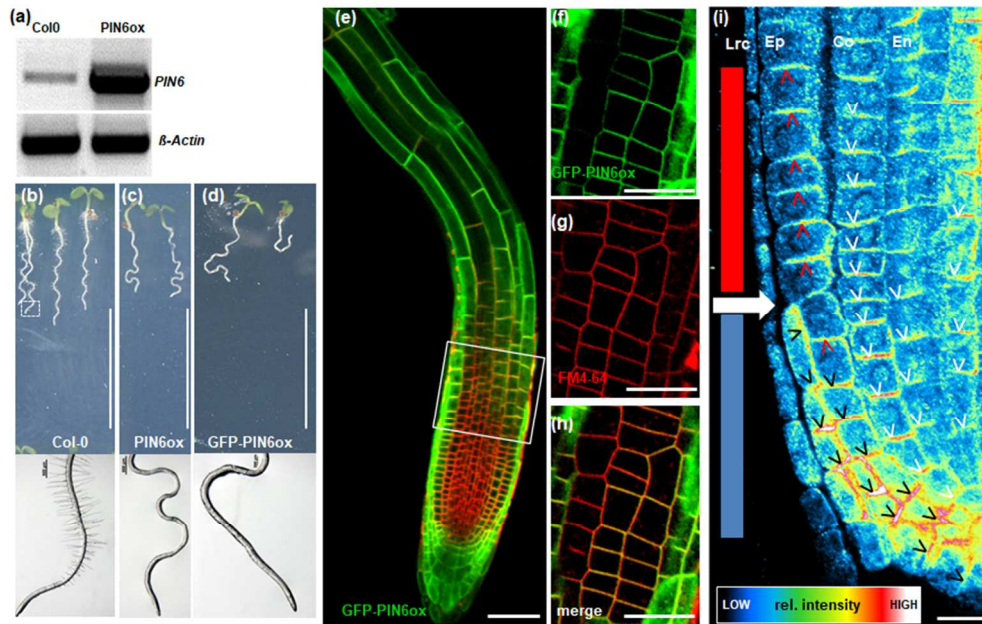 (a)
Col0 PIN6ox
PIN6
ß-Actin
(b) (c) (d)
Col-0 PIN6ox GFP-PIN6ox
(e)
GFP-PIN6ox
(f)
GFP-PIN6ox
(g)
FM4-64
(h)
merge
(i)
Lrc Ep Co En
LOW rel. intensity HIGH